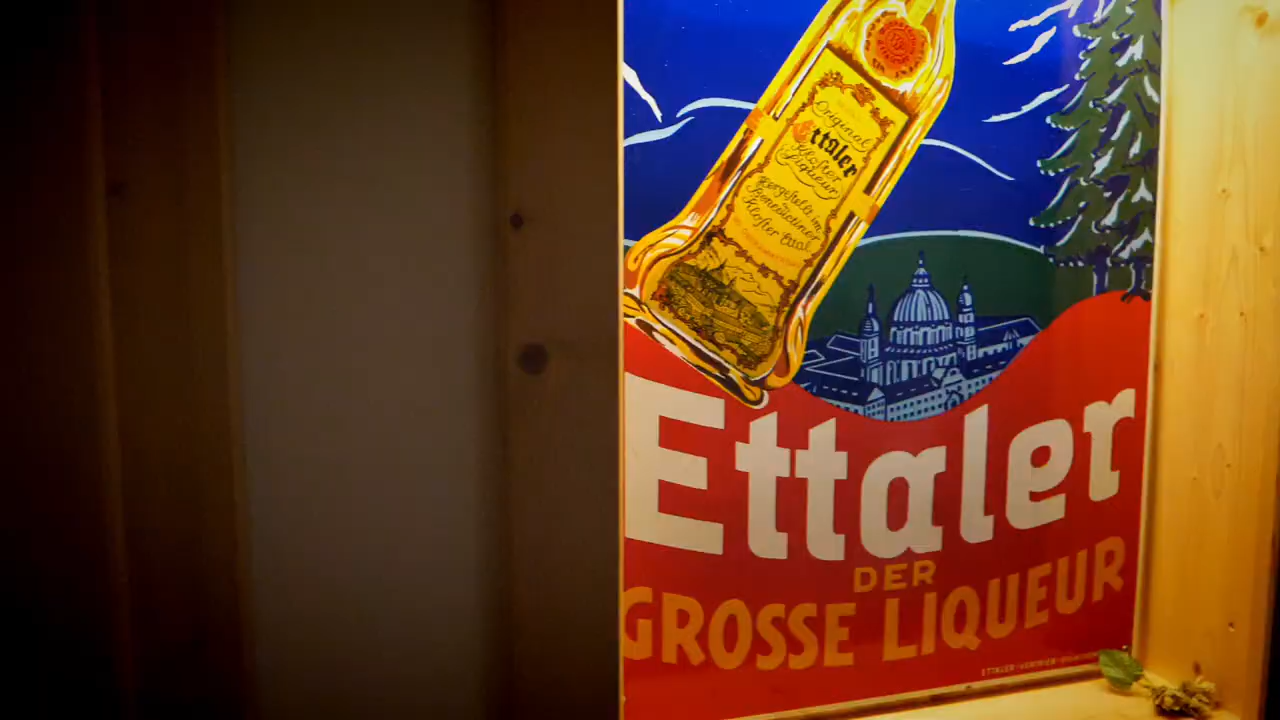 Original
Ettaler
Kloster
Liqueur
Hergestellt im
Benediktiner
Kloster Ettal
Ettaler
DER
GROSSE LIQUEUR